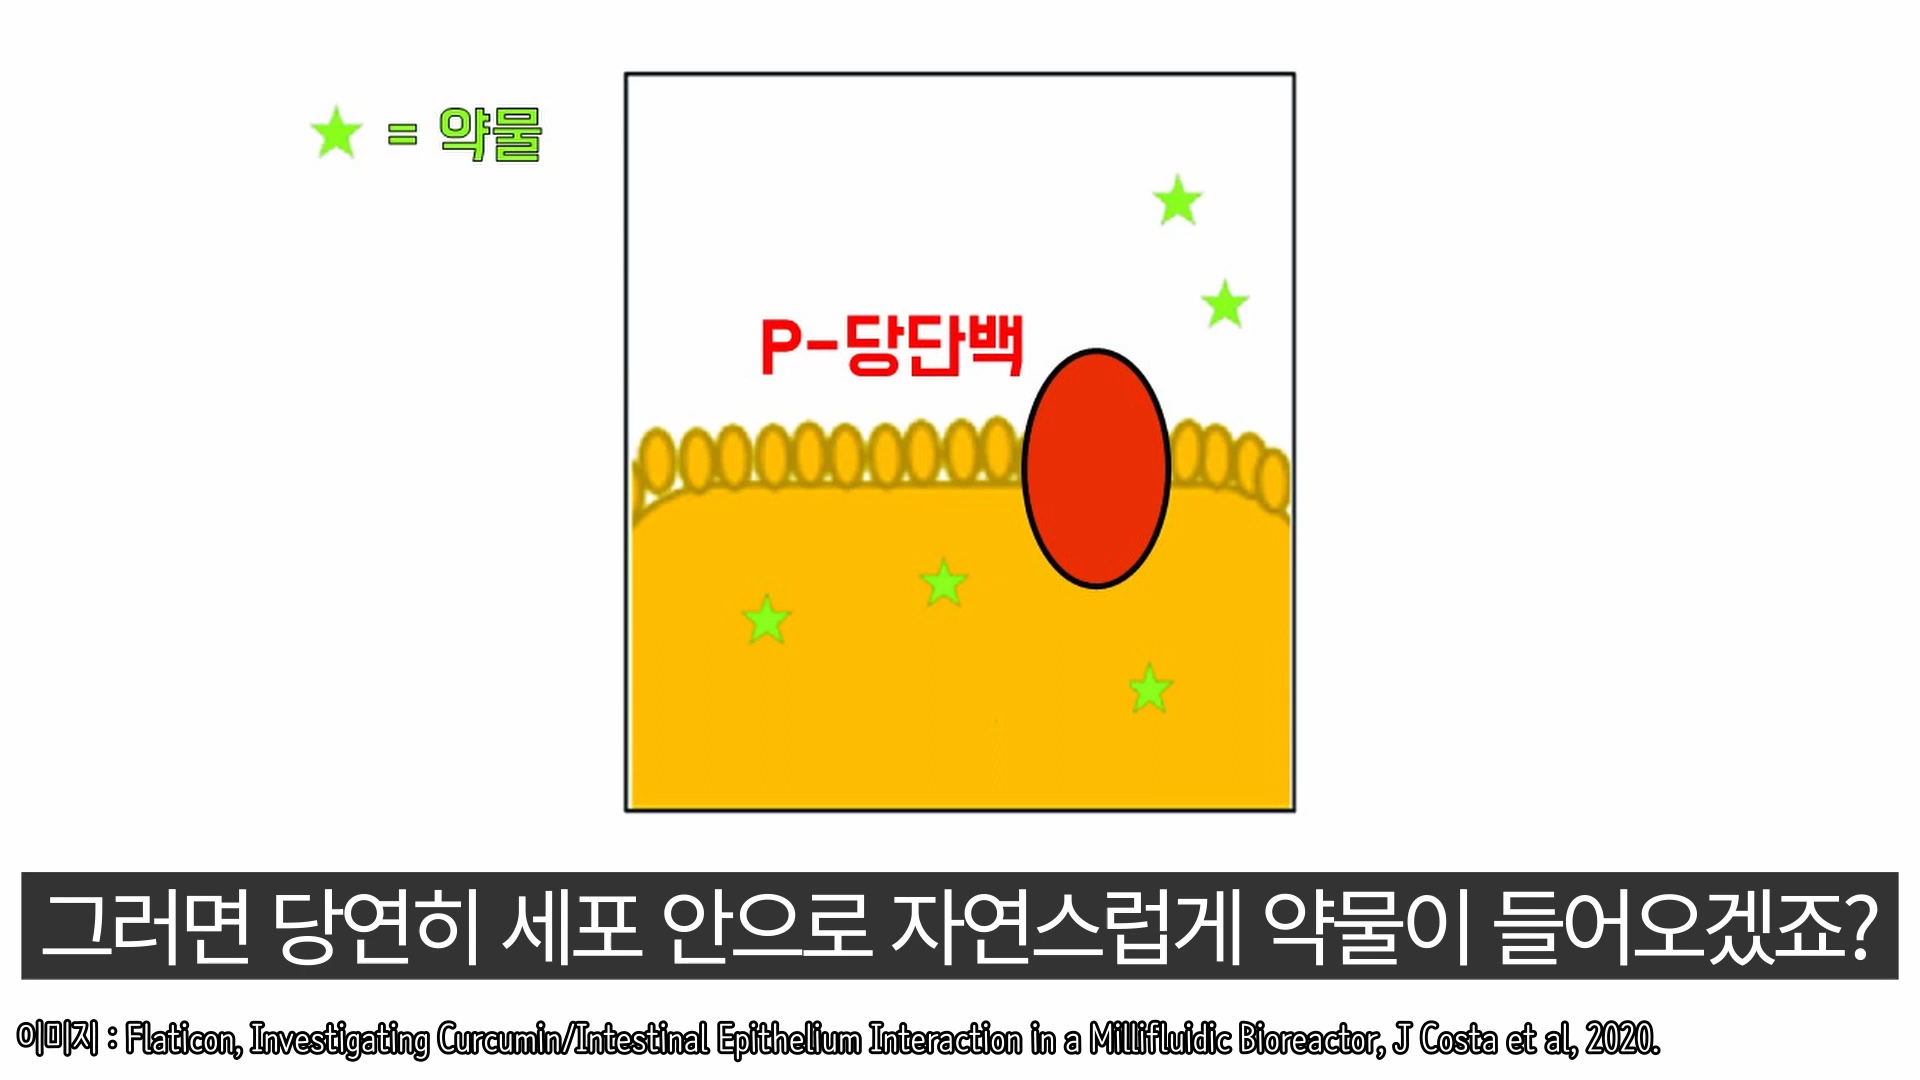 ★ = 약물
P-당단백
그러면 당연히 세포 안으로 자연스럽게 약물이 들어오겠죠?
이미지 : Flaticon, Investigating Curcumin/Intestinal Epithelium Interaction in a Millifluidic Bioreactor, J Costa et al, 2020.